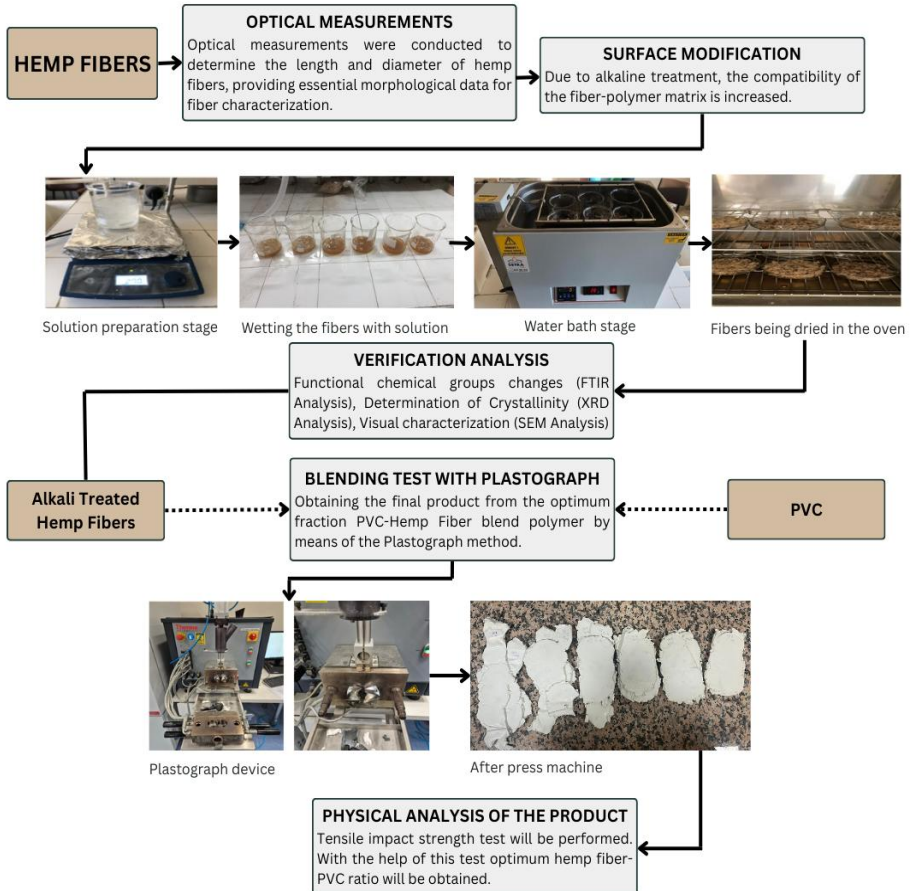 OPTICAL MEASUREMENTS
Optical measurements were conducted to
determine the length and diameter of hemp
fibers, providing essential morphological data for
fiber characterization.
HEMP FIBERS
SURFACE MODIFICATION
Due to alkaline treatment, the compatibility of
the fiber-polymer matrix is increased.
Solution preparation stage
Wetting the fibers with solution
Water bath stage
Fibers being dried in the oven
VERIFICATION ANALYSIS
Functional chemical groups changes (FTIR
Analysis), Determination of Crystallinity (XRD
Analysis), Visual characterization (SEM Analysis)
Alkali Treated
Hemp Fibers
BLENDING TEST WITH PLASTOGRAPH
Obtaining the final product from the optimum
fraction PVC-Hemp Fiber blend polymer by
means of the Plastograph method.
PVC
Plastograph device
After press machine
PHYSICAL ANALYSIS OF THE PRODUCT
Tensile impact strength test will be performed.
With the help of this test optimum hemp fiber-
PVC ratio will be obtained.